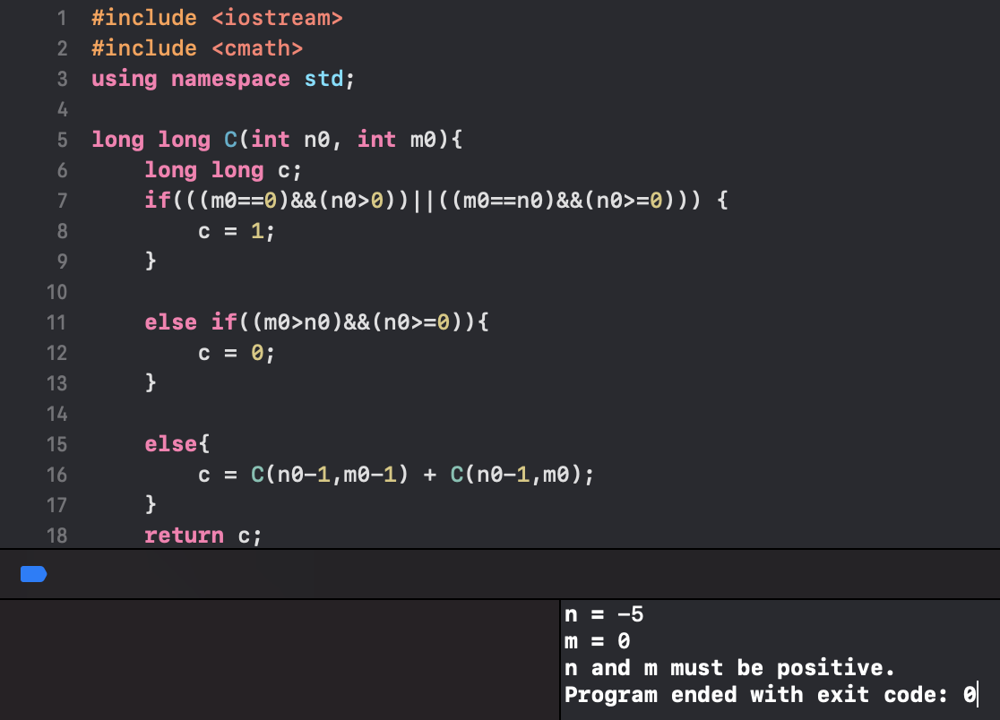 1 #include <iostream>
2 #include <cmath>
3 using namespace std;
4
5 long long C(int n0, int m0){
6     long long c;
7     if(((m0==0)&&(n0>0))||((m0==n0)&&(n0>=0))) {
8         c = 1;
9     }
10
11     else if((m0>n0)&&(n0>=0)){
12         c = 0;
13     }
14
15     else{
16         c = C(n0-1,m0-1) + C(n0-1,m0);
17     }
18     return c;
n = -5
m = 0
n and m must be positive.
Program ended with exit code: 0